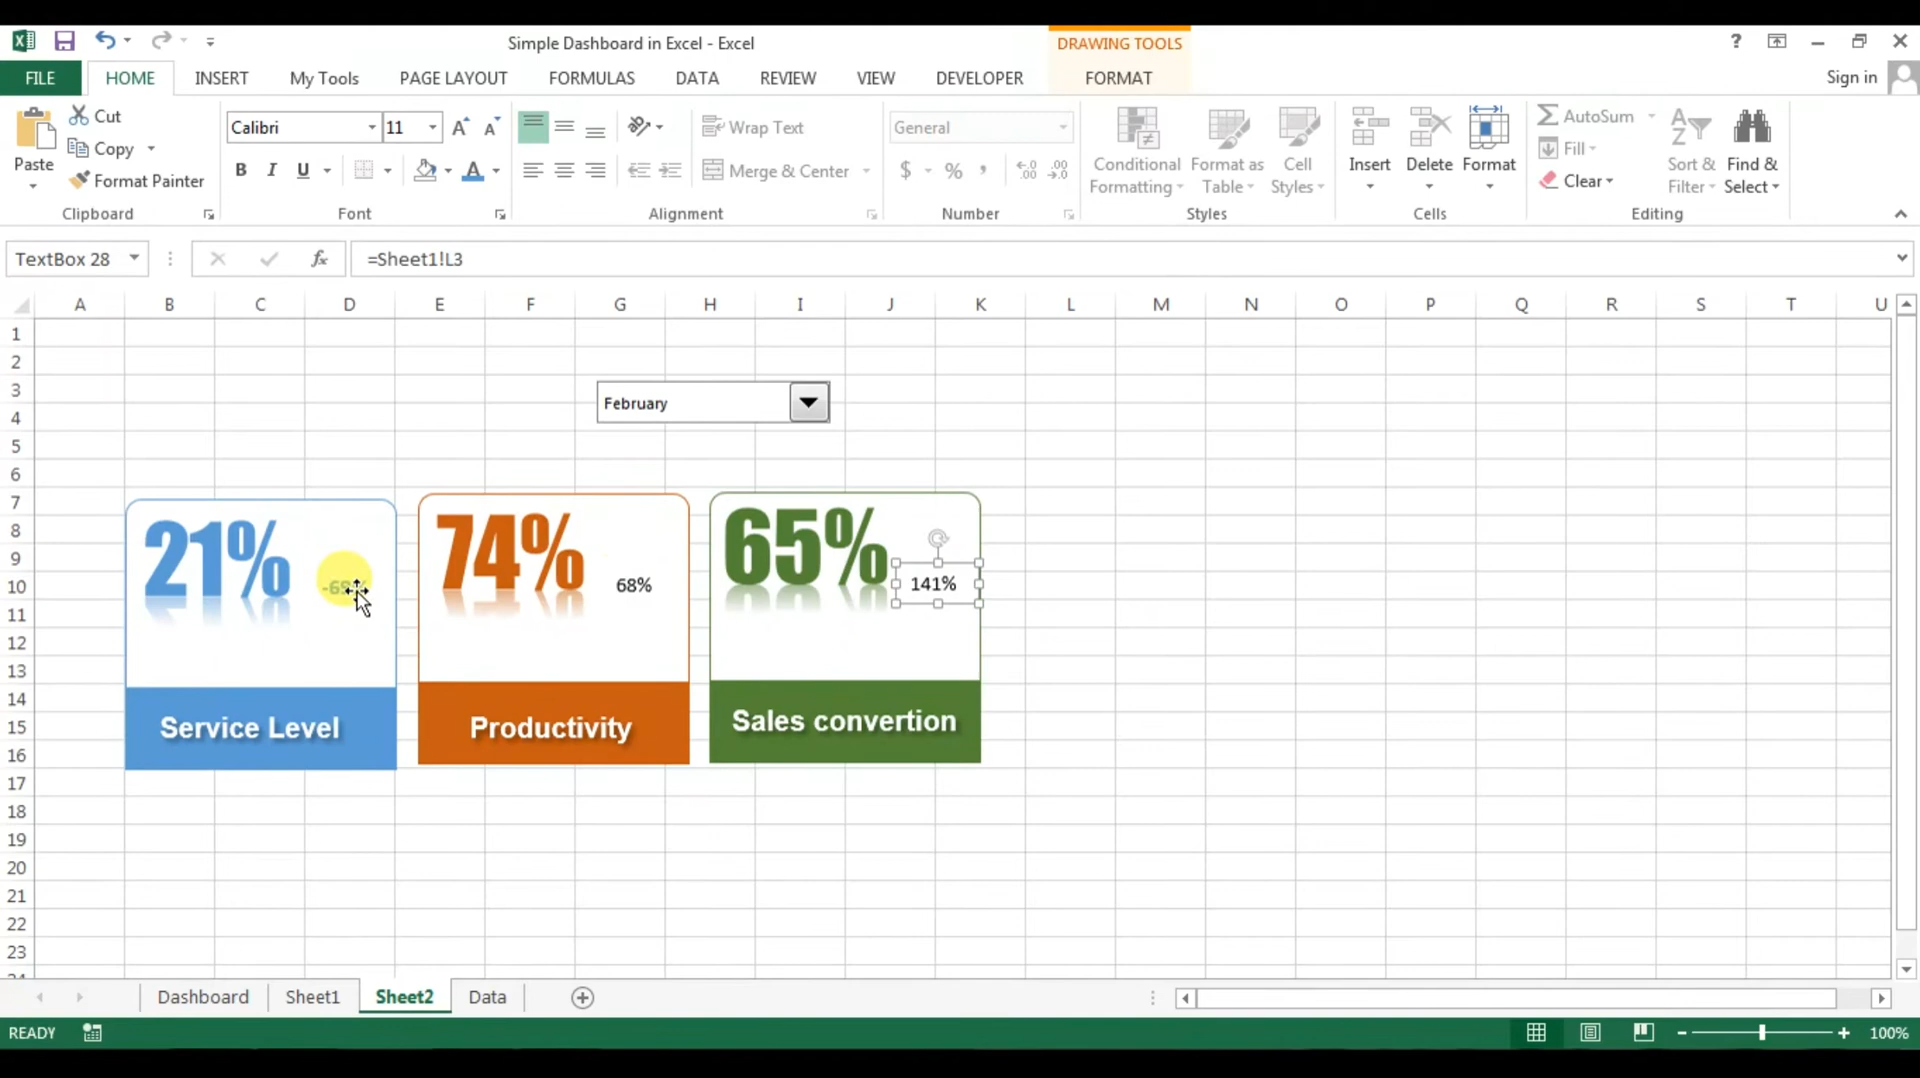 Simple Dashboard in Excel - Excel
DRAWING TOOLS
?
FILE HOME INSERT My Tools PAGE LAYOUT FORMULAS DATA REVIEW VIEW DEVELOPER FORMAT Sign in
Paste
Cut
Copy
Format Painter
Clipboard
Calibri 11
B I U
Font
Wrap Text
Merge & Center
Alignment
General
$ % ,
Number
Conditional Formatting
Format as Table
Cell Styles
Styles
Insert
Delete
Format
Cells
AutoSum
Fill
Clear
Sort & Filter
Find & Select
Editing
TextBox 28 fx =Sheet1!L3
A B C D E F G H I J K L M N O P Q R S T U
1
2
3
4
5
6
7
8
9
10
11
12
13
14
15
16
17
18
19
20
21
22
23
February
21%
74%
68%
65%
141%
Service Level
Productivity
Sales convertion
Dashboard Sheet1 Sheet2 Data
READY
100%